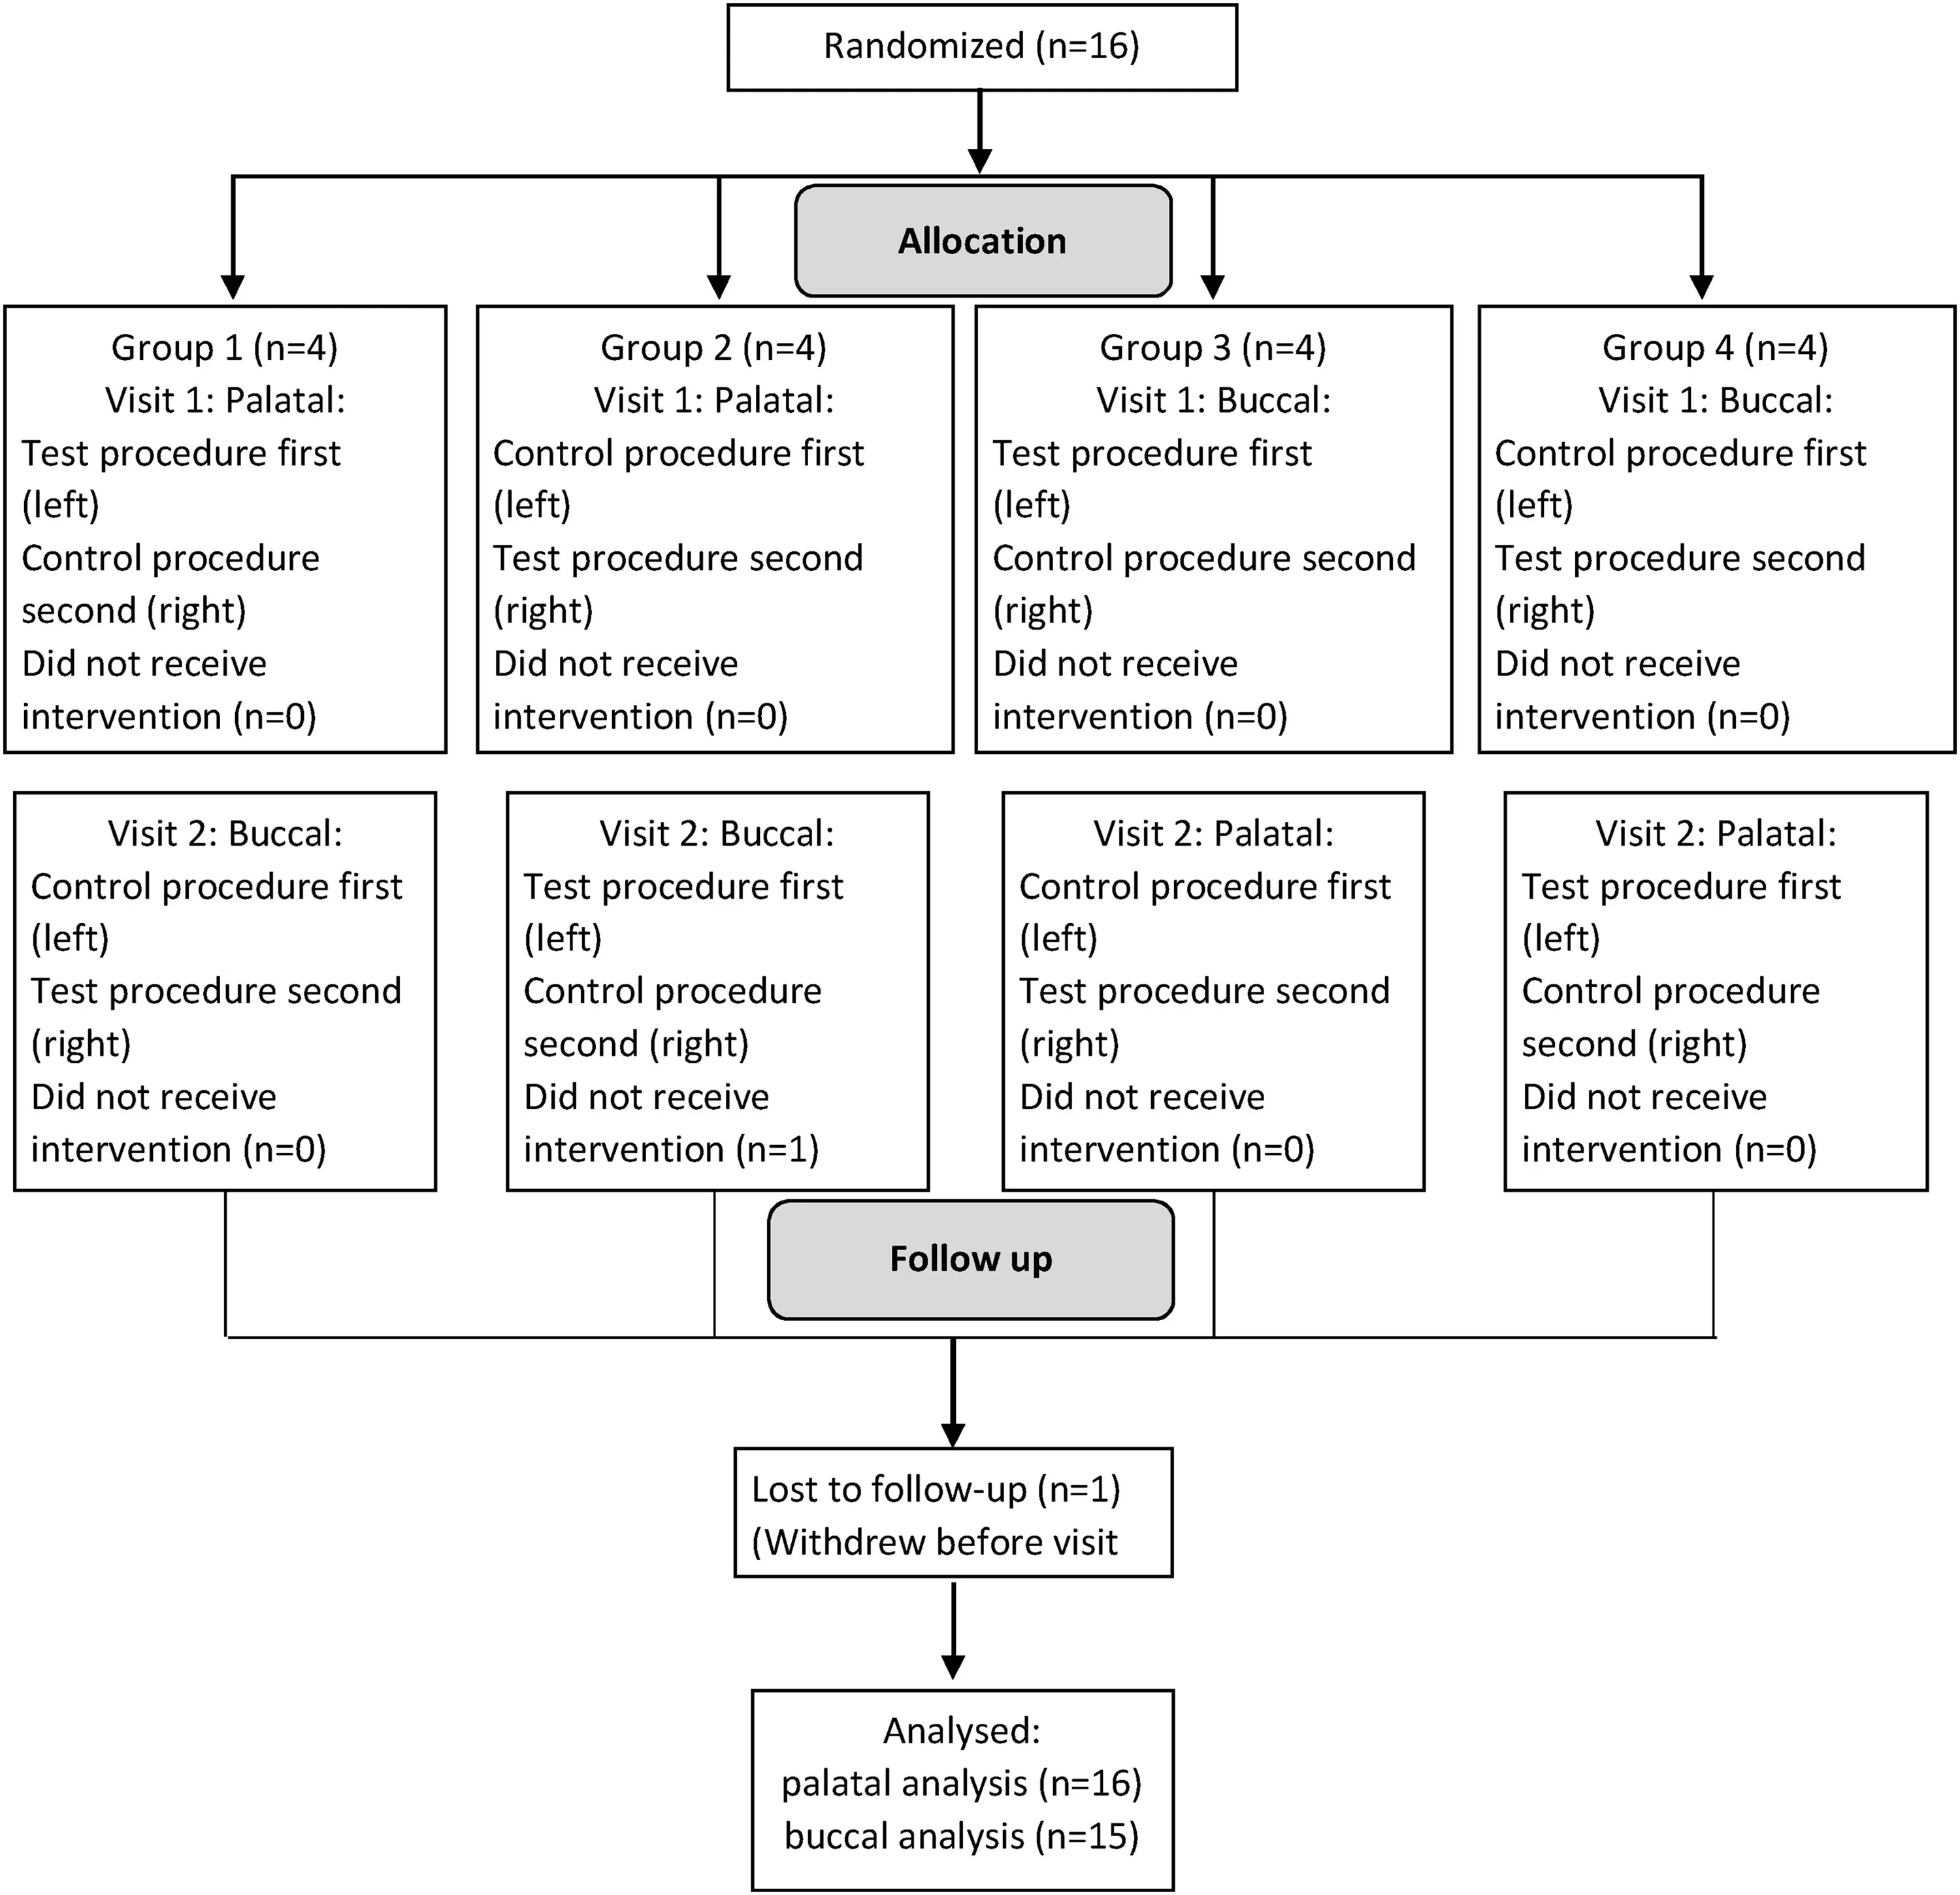 Randomized (n=16)
Allocation
Group 1 (n=4)
Visit 1: Palatal:
Test procedure first
(left)
Control procedure
second (right)
Did not receive
intervention (n=0)
Group 2 (n=4)
Visit 1: Palatal:
Control procedure first
(left)
Test procedure second
(right)
Did not receive
intervention (n=0)
Group 3 (n=4)
Visit 1: Buccal:
Test procedure first
(left)
Control procedure second
(right)
Did not receive
intervention (n=0)
Group 4 (n=4)
Visit 1: Buccal:
Control procedure first
(left)
Test procedure second
(right)
Did not receive
intervention (n=0)
Visit 2: Buccal:
Control procedure first
(left)
Test procedure second
(right)
Did not receive
intervention (n=0)
Visit 2: Buccal:
Test procedure first
(left)
Control procedure
second (right)
Did not receive
intervention (n=1)
Visit 2: Palatal:
Control procedure first
(left)
Test procedure second
(right)
Did not receive
intervention (n=0)
Visit 2: Palatal:
Test procedure first
(left)
Control procedure
second (right)
Did not receive
intervention (n=0)
Follow up
Lost to follow-up (n=1)
(Withdrew before visit
Analysed:
palatal analysis (n=16)
buccal analysis (n=15)